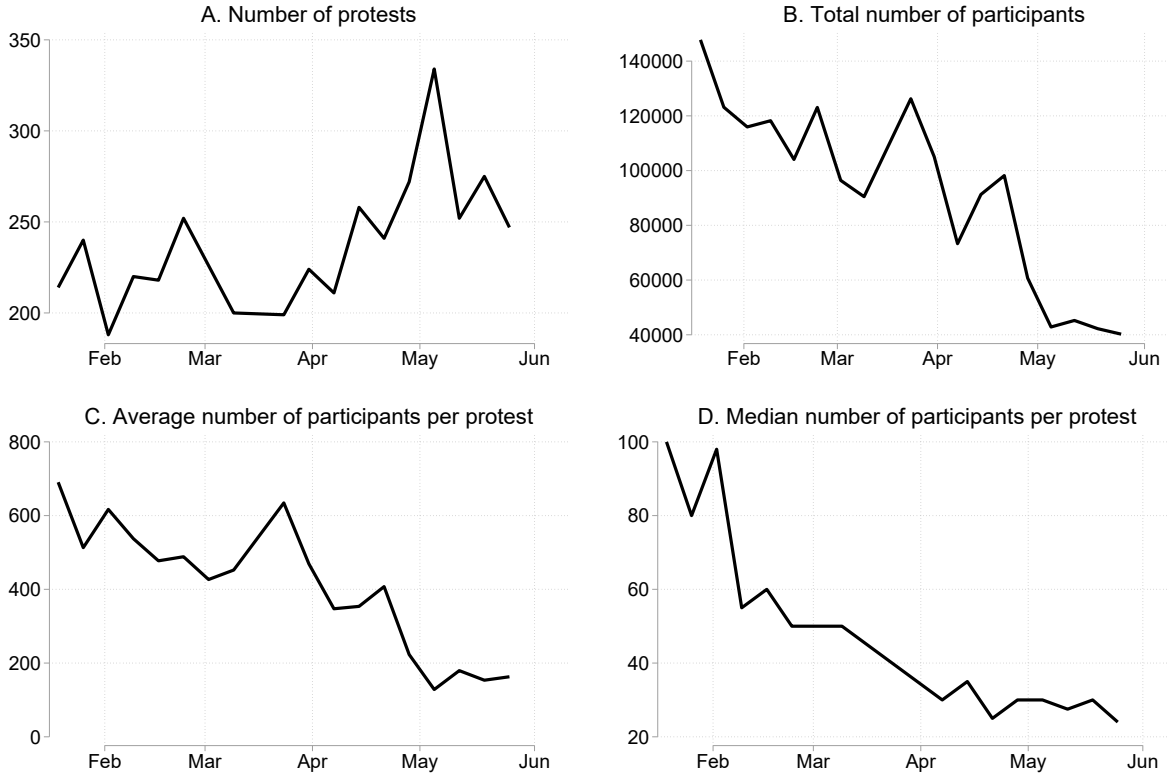 A. Number of protests
350
300
250
200
Feb Mar Apr May Jun
B. Total number of participants
140000
120000
100000
80000
60000
40000
Feb Mar Apr May Jun
C. Average number of participants per protest
800
600
400
200
0
Feb Mar Apr May Jun
D. Median number of participants per protest
100
80
60
40
20
Feb Mar Apr May Jun